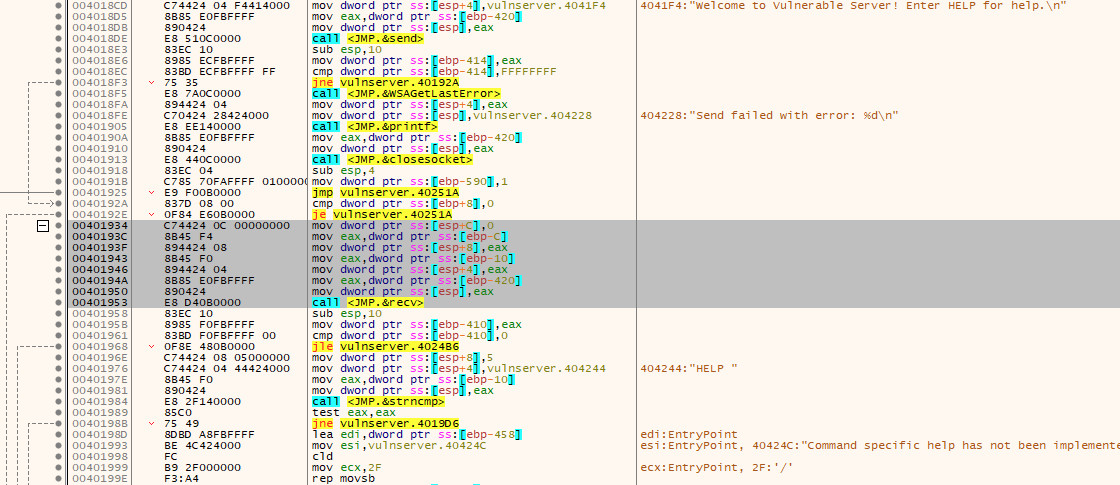 004018CD C74424 04 F4414000 mov dword ptr ss:[esp+4],vulnserver.4041F4 4041F4:"Welcome to Vulnerable Server! Enter HELP for help.\n"
004018D5 8B85 E0FBFFFF mov eax,dword ptr ss:[ebp-420]
004018DB 890424 mov dword ptr ss:[esp],eax
004018DE E8 510C0000 call <JMP.&send>
004018E3 83EC 10 sub esp,10
004018E6 8985 ECFBFFFF mov dword ptr ss:[ebp-414],eax
004018EC 83BD ECFBFFFF FF cmp dword ptr ss:[ebp-414],FFFFFFFF
004018F3 75 35 jne vulnserver.40192A
004018F5 E8 7A0C0000 call <JMP.&WSAGetLastError>
004018FA 894424 04 mov dword ptr ss:[esp+4],eax
004018FE C70424 28424000 mov dword ptr ss:[esp],vulnserver.404228 404228:"Send failed with error: %d\n"
00401905 E8 EE140000 call <JMP.&printf>
0040190A 8B85 E0FBFFFF mov eax,dword ptr ss:[ebp-420]
00401910 890424 mov dword ptr ss:[esp],eax
00401913 E8 440C0000 call <JMP.&closesocket>
00401918 83EC 04 sub esp,4
0040191B C785 70FAFFFF 0100000 mov dword ptr ss:[ebp-590],1
00401925 E9 F00B0000 jmp vulnserver.40251A
0040192A 837D 08 00 cmp dword ptr ss:[ebp+8],0
0040192E 0F84 E60B0000 je vulnserver.40251A
00401934 C74424 0C 00000000 mov dword ptr ss:[esp+C],0
0040193C 8B45 F4 mov eax,dword ptr ss:[ebp-C]
0040193F 894424 08 mov dword ptr ss:[esp+8],eax
00401943 8B45 F0 mov eax,dword ptr ss:[ebp-10]
00401946 894424 04 mov dword ptr ss:[esp+4],eax
0040194A 8B85 E0FBFFFF mov eax,dword ptr ss:[ebp-420]
00401950 890424 mov dword ptr ss:[esp],eax
00401953 E8 D40B0000 call <JMP.&recv>
00401958 83EC 10 sub esp,10
0040195B 8985 F0FBFFFF mov dword ptr ss:[ebp-410],eax
00401961 83BD F0FBFFFF 00 cmp dword ptr ss:[ebp-410],0
00401968 0F8E 480B0000 jle vulnserver.4024B6
0040196E C74424 08 05000000 mov dword ptr ss:[esp+8],5
00401976 C74424 04 44424000 mov dword ptr ss:[esp+4],vulnserver.404244 404244:"HELP "
0040197E 8B45 F0 mov eax,dword ptr ss:[ebp-10]
00401981 890424 mov dword ptr ss:[esp],eax
00401984 E8 2F140000 call <JMP.&strncmp>
00401989 85C0 test eax,eax
0040198B 75 49 jne vulnserver.4019D6
0040198D 8DBD A8FBFFFF lea edi,dword ptr ss:[ebp-458] edi:EntryPoint
00401993 BE 4C424000 mov esi,vulnserver.40424C esi:EntryPoint, 40424C:"Command specific help has not been implemente
00401998 FC cld
00401999 B9 2F000000 mov ecx,2F ecx:EntryPoint, 2F:'/'
0040199E F3:A4 rep movsb